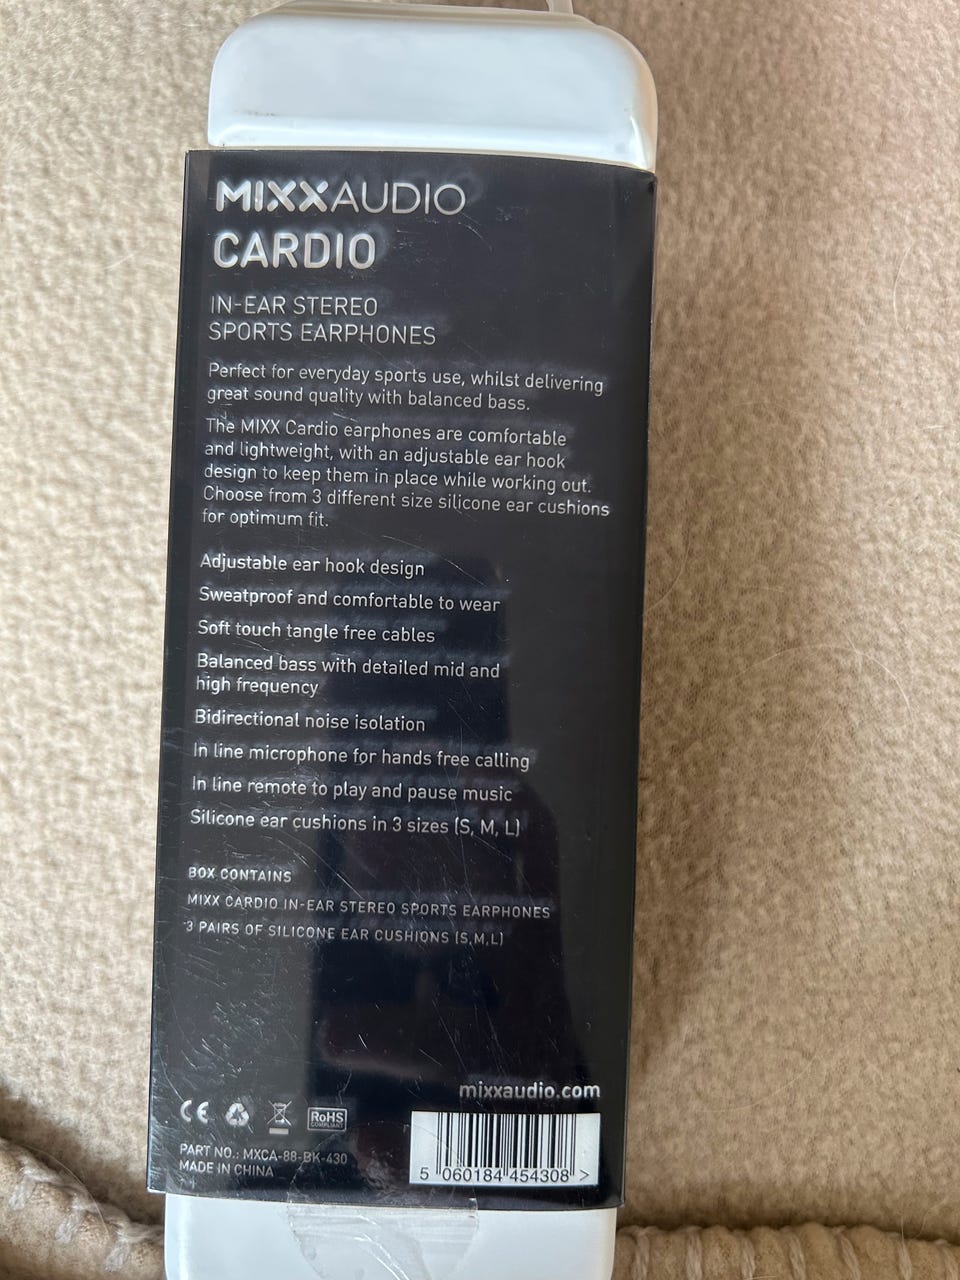 MIXXAUDIO
CARDIO
IN-EAR STEREO
SPORTS EARPHONES
Perfect for everyday sports use, whilst delivering
great sound quality with balanced bass.
The MIXX Cardio earphones are comfortable
and lightweight, with an adjustable ear hook
design to keep them in place while working out.
Choose from 3 different size silicone ear cushions
for optimum fit.
Adjustable ear hook design
Sweatproof and comfortable to wear
Soft touch tangle free cables
Balanced bass with detailed mid and
high frequency
Bidirectional noise isolation
In line microphone for hands free calling
In line remote to play and pause music
Silicone ear cushions in 3 sizes (S, M, L)
BOX CONTAINS
MIXX CARDIO IN-EAR STEREO SPORTS EARPHONES
3 PAIRS OF SILICONE EAR CUSHIONS (S,M,L)
mixxaudio.com
CE RoHS
COMPLIANT
PART NO.: MXCA-88-BK-430
MADE IN CHINA
5 060184 454308 >